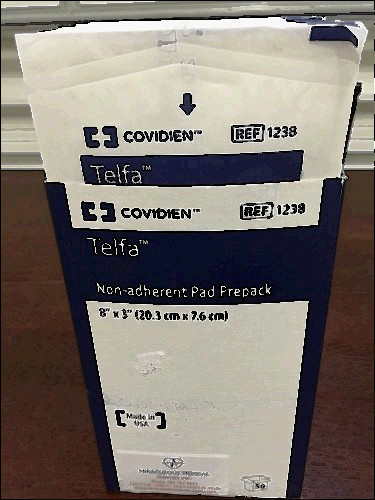 COVIDIEN™ REF 1238
Telfa™
COVIDIEN™ REF 1238
Telfa™
Non-adherent Pad Prepack
8" x 3" (20.3 cm x 7.6 cm)
Made in
USA
50